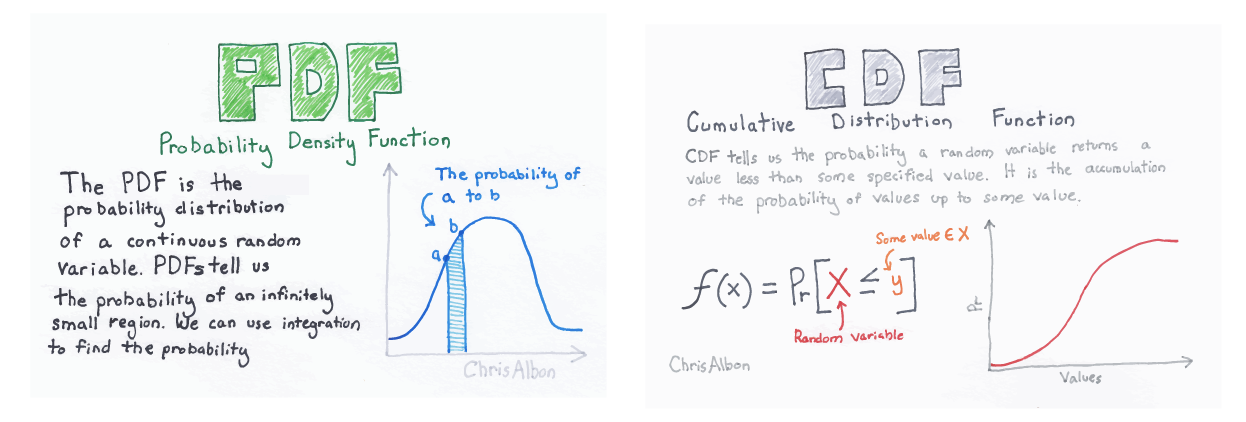 PDF
Probability Density Function
The PDF is the
probability distribution
of a continuous random
variable. PDFs tell us
the probability of an infinitely
small region. We can use integration
to find the probability
The probability of
a to b
b
a
Chris Albon
CDF
Cumulative Distribution Function
CDF tells us the probability a random variable returns a
value less than some specified value. It is the accumulation
of the probability of values up to some value.
Some value ∈ X
f(x) = Pr[X ≤ y]
Random variable
Chris Albon
Pr
Values